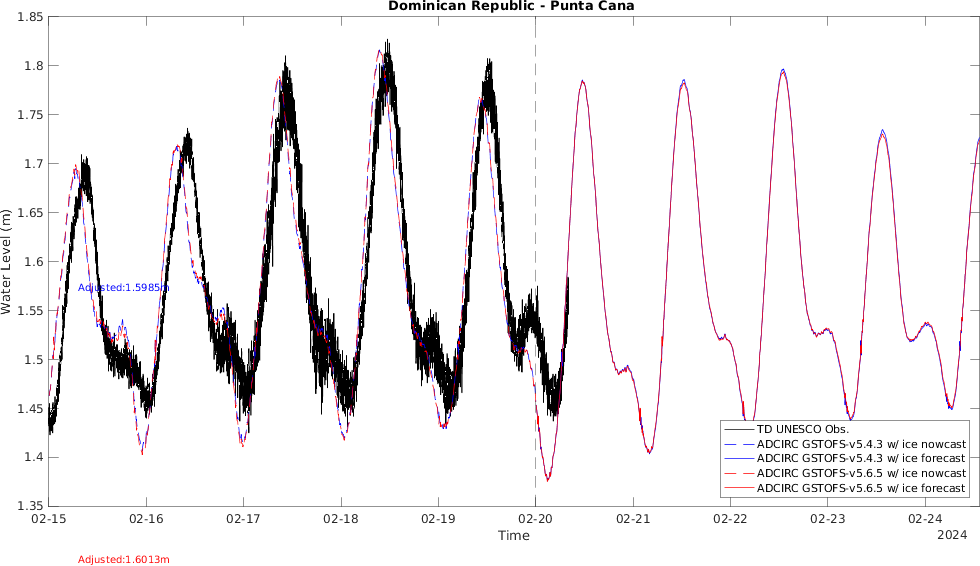 Dominican Republic - Punta Cana
1.85
1.8
1.75
1.7
1.65
1.6
1.55
1.5
1.45
1.4
1.35
Water Level (m)
Adjusted:1.5985m
TD UNESCO Obs.
ADCIRC GSTOFS-v5.4.3 w/ ice nowcast
ADCIRC GSTOFS-v5.4.3 w/ ice forecast
ADCIRC GSTOFS-v5.6.5 w/ ice nowcast
ADCIRC GSTOFS-v5.6.5 w/ ice forecast
02-15 02-16 02-17 02-18 02-19 02-20 02-21 02-22 02-23 02-24
Time
2024
Adjusted:1.6013m